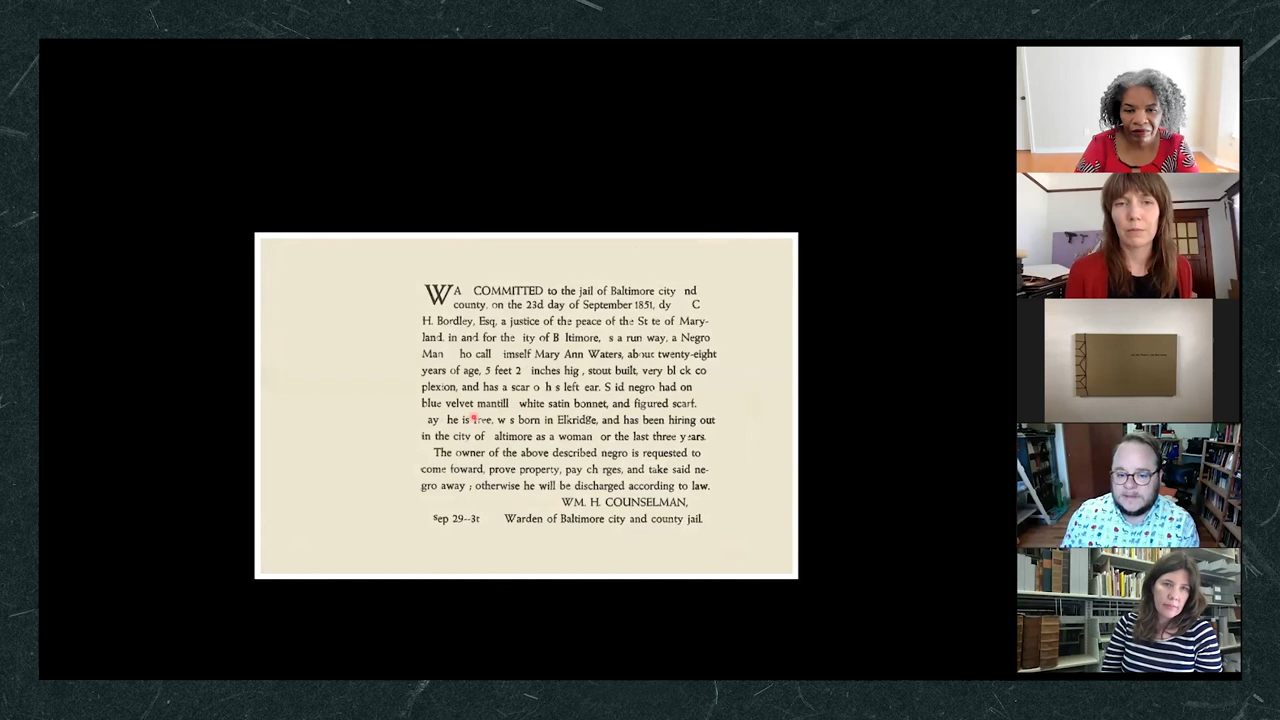 WA COMMITTED to the jail of Baltimore city nd
county, on the 23d day of September 1851, dy C
H. Bordley, Esq, a justice of the peace of the St te of Mary-
land. in and for the ity of B ltimore, s a run way, a Negro
Man ho call imself Mary Ann Waters, about twenty-eight
years of age, 5 feet 2 inches hig , stout built, very bl ck co
plexion, and has a scar o h s left ear. S id negro had on
blue velvet mantill white satin bonnet, and figured scarf.
ay he is free, w s born in Elkridge, and has been hiring out
in the city of altimore as a woman or the last three years.
The owner of the above described negro is requested to
come foward, prove property, pay ch rges, and take said ne-
gro away ; otherwise he will be discharged according to law.
WM. H. COUNSELMAN,
Sep 29--3t Warden of Baltimore city and county jail.